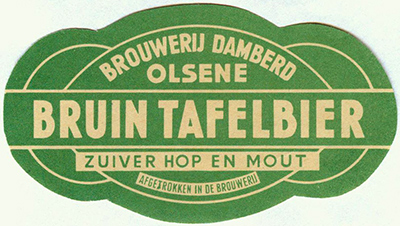 BROUWERIJ DAMBERD
OLSENE
BRUIN TAFELBIER
ZUIVER HOP EN MOUT
AFGETROKKEN IN DE BROUWERIJ